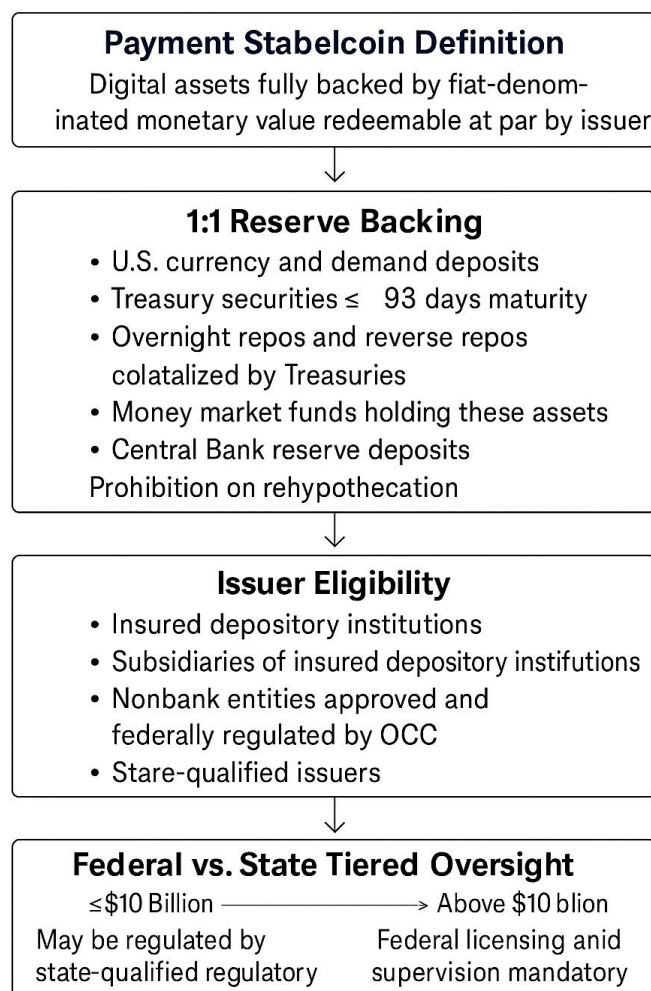 Payment Stabelcoin Definition
Digital assets fully backed by fiat-denom-
inated monetary value redeemable at par by issuer
1:1 Reserve Backing
• U.S. currency and demand deposits
• Treasury securities ≤ 93 days maturity
• Overnight repos and reverse repos
colatalized by Treasuries
• Money market funds holding these assets
• Central Bank reserve deposits
Prohibition on rehypothecation
Issuer Eligibility
• Insured depository institutions
• Subsidiaries of insured depository instifutions
• Nonbank entities approved and
federally regulated by OCC
• Stare-qualified issuers
Federal vs. State Tiered Oversight
≤$10 Billion → Above $10 blion
May be regulated by
state-qualified regulatory
Federal licensing anid
supervision mandatory